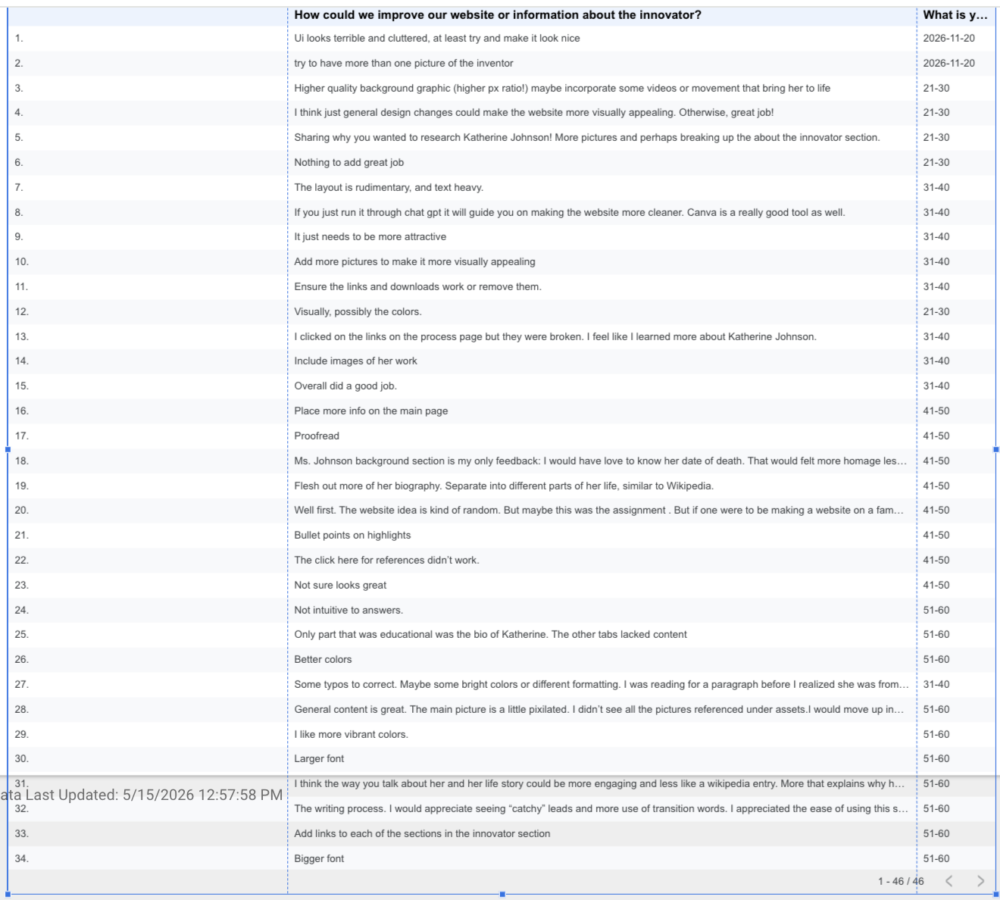 How could we improve our website or information about the innovator? What is y...
1. Ui looks terrible and cluttered, at least try and make it look nice 2026-11-20
2. try to have more than one picture of the inventor 2026-11-20
3. Higher quality background graphic (higher px ratio!) maybe incorporate some videos or movement that bring her to life 21-30
4. I think just general design changes could make the website more visually appealing. Otherwise, great job! 21-30
5. Sharing why you wanted to research Katherine Johnson! More pictures and perhaps breaking up the about the innovator section. 21-30
6. Nothing to add great job 21-30
7. The layout is rudimentary, and text heavy. 31-40
8. If you just run it through chat gpt it will guide you on making the website more cleaner. Canva is a really good tool as well. 31-40
9. It just needs to be more attractive 31-40
10. Add more pictures to make it more visually appealing 31-40
11. Ensure the links and downloads work or remove them. 31-40
12. Visually, possibly the colors. 21-30
13. I clicked on the links on the process page but they were broken. I feel like I learned more about Katherine Johnson. 31-40
14. Include images of her work 31-40
15. Overall did a good job. 31-40
16. Place more info on the main page 41-50
17. Proofread 41-50
18. Ms. Johnson background section is my only feedback: I would have love to know her date of death. That would felt more homage les... 41-50
19. Flesh out more of her biography. Separate into different parts of her life, similar to Wikipedia. 41-50
20. Well first. The website idea is kind of random. But maybe this was the assignment . But if one were to be making a website on a fam... 41-50
21. Bullet points on highlights 41-50
22. The click here for references didn't work. 41-50
23. Not sure looks great 41-50
24. Not intuitive to answers. 51-60
25. Only part that was educational was the bio of Katherine. The other tabs lacked content 51-60
26. Better colors 51-60
27. Some typos to correct. Maybe some bright colors or different formatting. I was reading for a paragraph before I realized she was from... 31-40
28. General content is great. The main picture is a little pixilated. I didn't see all the pictures referenced under assets.I would move up in... 51-60
29. I like more vibrant colors. 51-60
30. Larger font 51-60
31. I think the way you talk about her and her life story could be more engaging and less like a wikipedia entry. More that explains why h... 51-60
ata Last Updated: 5/15/2026 12:57:58 PM
32. The writing process. I would appreciate seeing “catchy” leads and more use of transition words. I appreciated the ease of using this s... 51-60
33. Add links to each of the sections in the innovator section 51-60
34. Bigger font 51-60
1 - 46 / 46